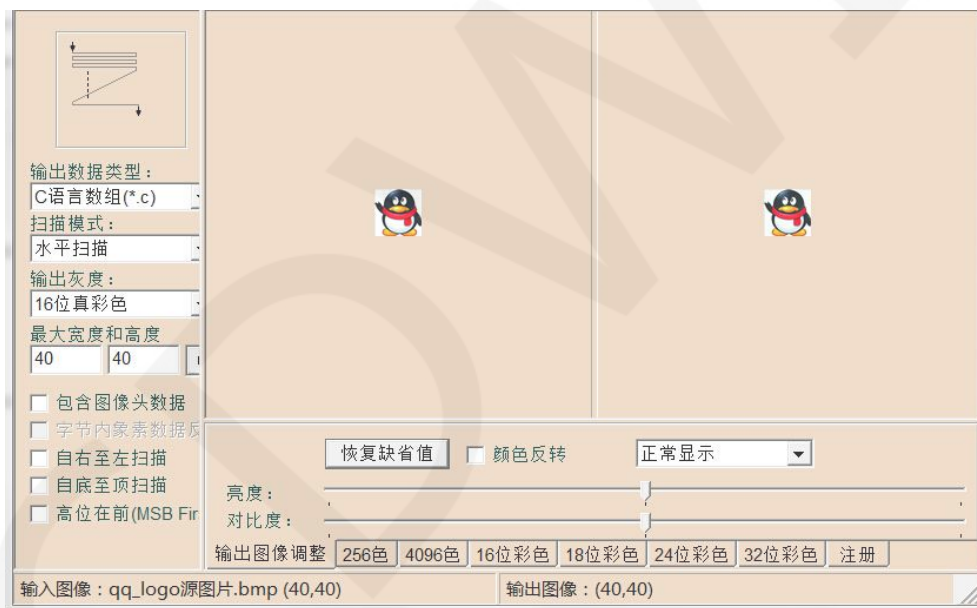 输出数据类型：
C语言数组(*.c)
扫描模式：
水平扫描
输出灰度：
16位真彩色
最大宽度和高度
40 40
包含图像头数据
字节内象素数据反
自右至左扫描
自底至顶扫描
高位在前(MSB Fir
恢复缺省值 颜色反转 正常显示
亮度：
对比度：
输出图像调整 256色 4096色 16位彩色 18位彩色 24位彩色 32位彩色 注册
输入图像：qq_logo源图片.bmp (40,40) 输出图像：(40,40)